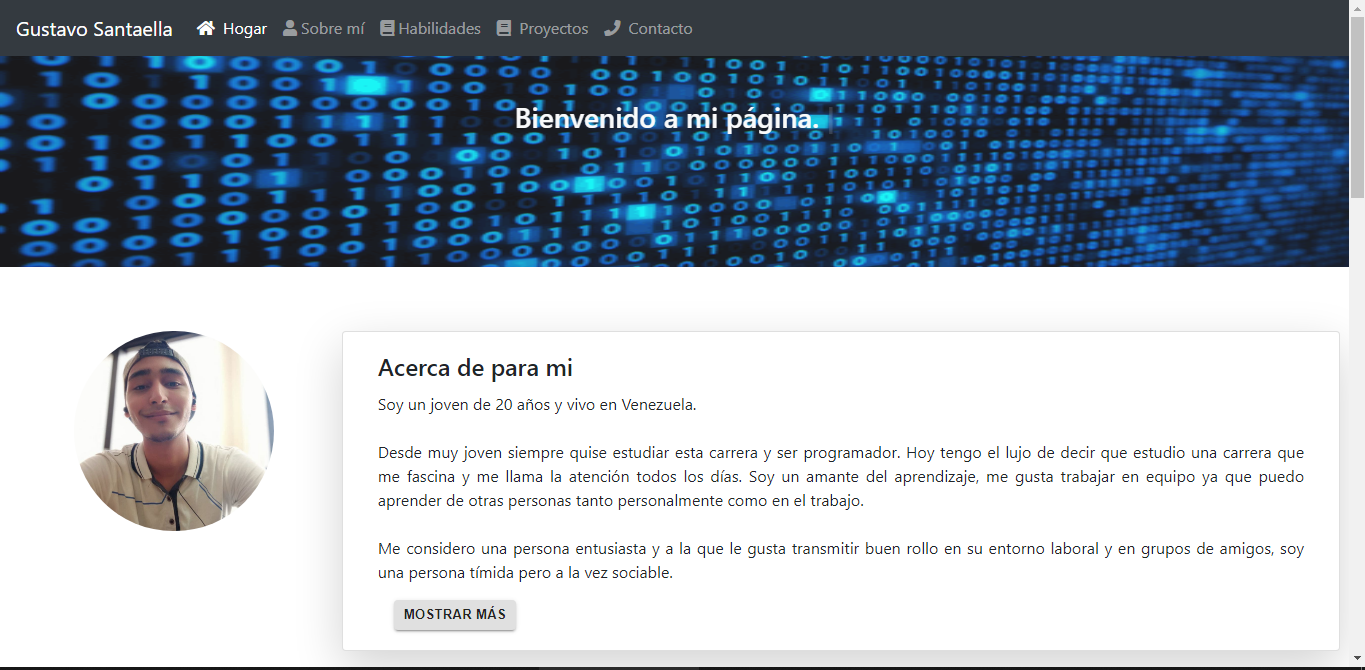 Gustavo Santaella Hogar Sobre mí Habilidades Proyectos Contacto
Bienvenido a mi página.
Acerca de para mi
Soy un joven de 20 años y vivo en Venezuela.
Desde muy joven siempre quise estudiar esta carrera y ser programador. Hoy tengo el lujo de decir que estudio una carrera que
me fascina y me llama la atención todos los días. Soy un amante del aprendizaje, me gusta trabajar en equipo ya que puedo
aprender de otras personas tanto personalmente como en el trabajo.
Me considero una persona entusiasta y a la que le gusta transmitir buen rollo en su entorno laboral y en grupos de amigos, soy
una persona tímida pero a la vez sociable.
MOSTRAR MÁS